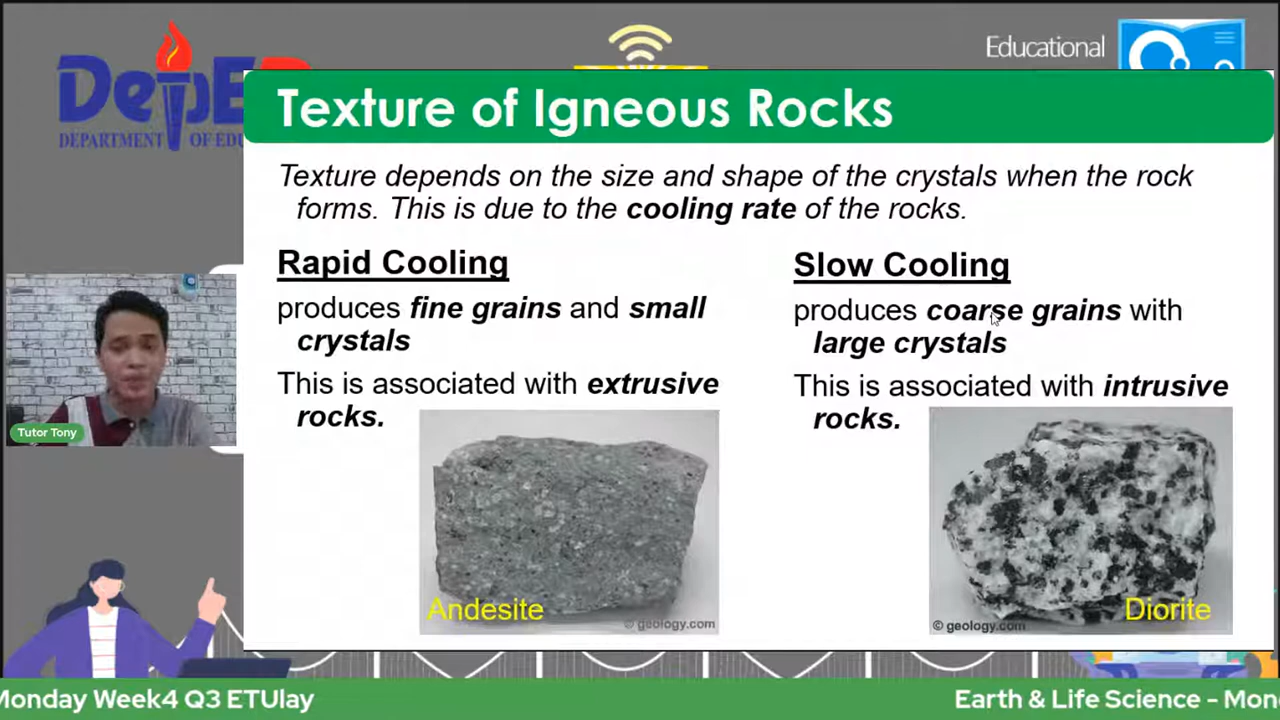 DepE
DEPARTMENT OF EDU
Educational
Texture of Igneous Rocks
Texture depends on the size and shape of the crystals when the rock
forms. This is due to the cooling rate of the rocks.
Rapid Cooling
produces fine grains and small
crystals
This is associated with extrusive
rocks.
Andesite
© geology.com
Slow Cooling
produces coarse grains with
large crystals
This is associated with intrusive
rocks.
© geology.com
Diorite
Tutor Tony
Monday Week4 Q3 ETUlay
Earth & Life Science - Mon